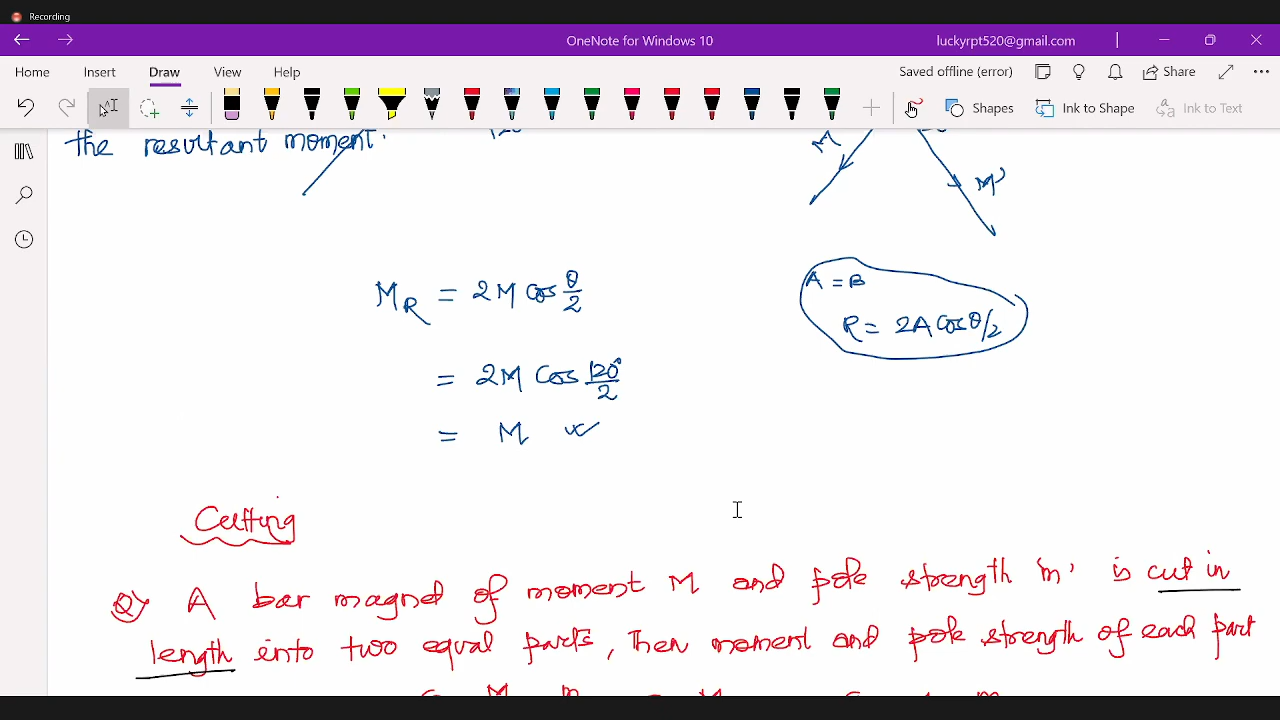 Recording
OneNote for Windows 10
luckyrpt520@gmail.com
Home Insert Draw View Help
Saved offline (error)
Share
Shapes
Ink to Shape
Ink to Text
the resultant moment.
120
M
M'
M_R = 2M Cos θ/2
A = B
R = 2A Cosθ/2
= 2M Cos 120°/2
= M
Cutting
Q) A bar magnet of moment M and pole strength 'm' is cut in
length into two equal parts, Then moment and pole strength of each part